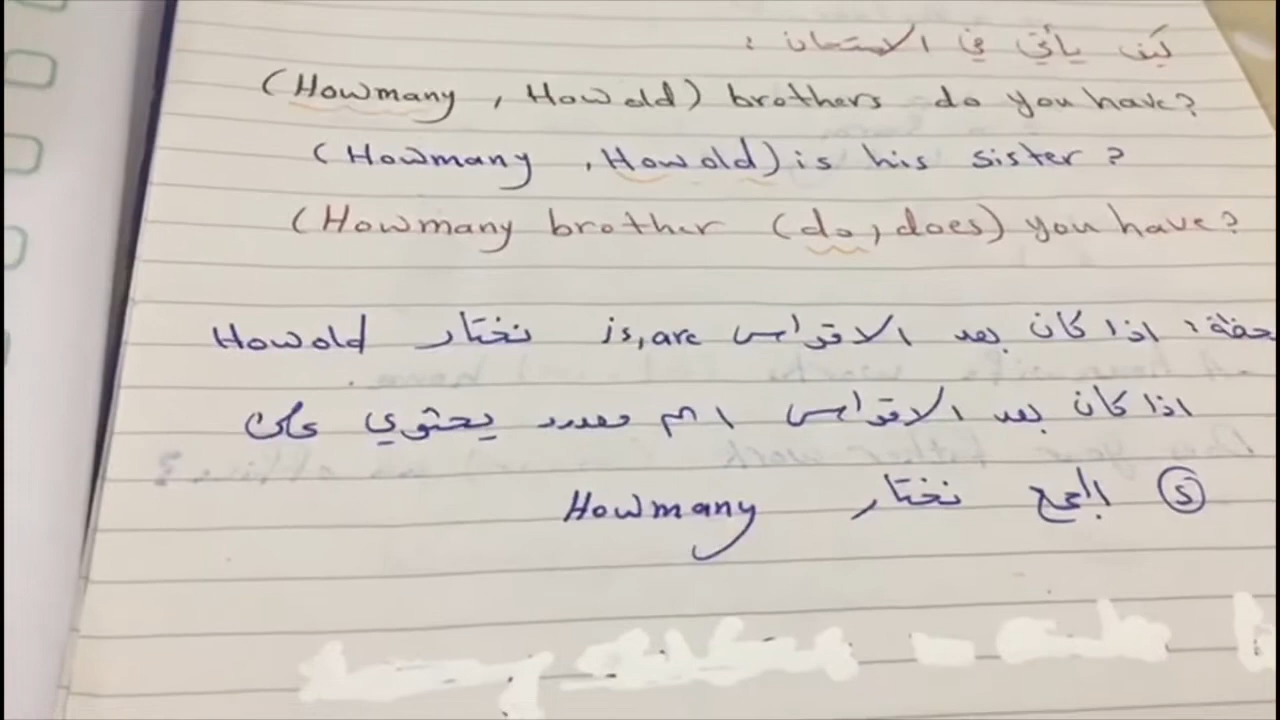 كيف يأتي في الامتحان :
(Howmany , How old) brothers do you have?
(Howmany , How old) is his sister ?
(Howmany brother (do, does) you have?
حظة: اذا كان بعد الاقواس is, are نختار How old
اذا كان بعد الاقواس اسم معدود يحتوي على
(s) الجمع نختار Howmany